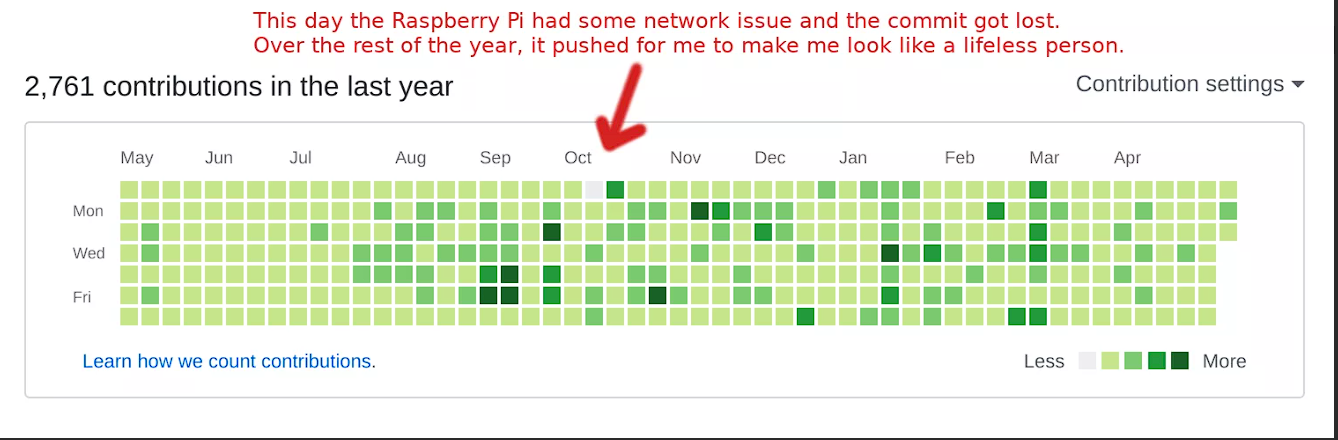 This day the Raspberry Pi had some network issue and the commit got lost.
Over the rest of the year, it pushed for me to make me look like a lifeless person.
2,761 contributions in the last year
Contribution settings
May Jun Jul Aug Sep Oct Nov Dec Jan Feb Mar Apr
Mon
Wed
Fri
Learn how we count contributions.
Less More